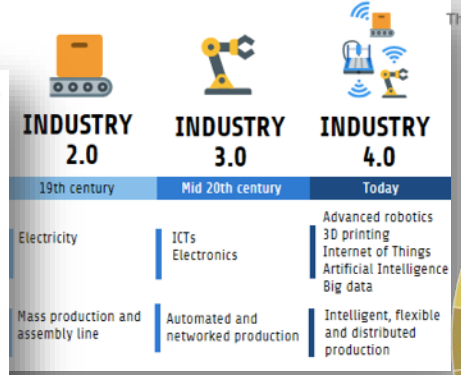 Th
INDUSTRY
2.0
INDUSTRY
3.0
INDUSTRY
4.0
19th century
Mid 20th century
Today
Electricity
ICTs
Electronics
Advanced robotics
3D printing
Internet of Things
Artificial Intelligence
Big data
Mass production and
assembly line
Automated and
networked production
Intelligent, flexible
and distributed
production